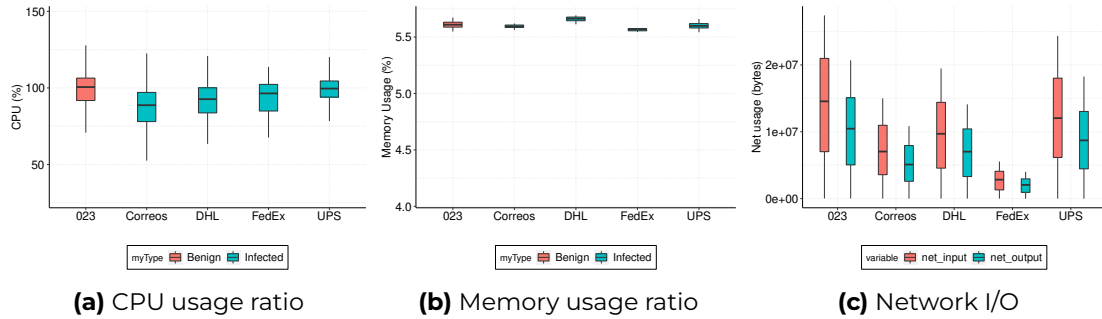 150
100
50
CPU (%)
023 Correos DHL FedEx UPS
myType Benign Infected
(a) CPU usage ratio
5.5
5.0
4.5
4.0
Memory Usage (%)
023 Correos DHL FedEx UPS
myType Benign Infected
(b) Memory usage ratio
2e+07
1e+07
0e+00
Net usage (bytes)
023 Correos DHL FedEx UPS
variable net_input net_output
(c) Network I/O